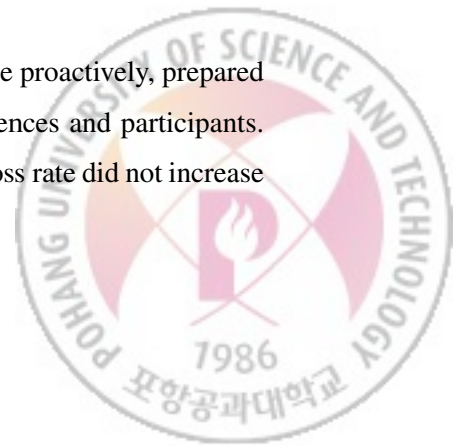 e proactively, prepared
ences and participants.
oss rate did not increase
POHANG UNIVERSITY OF SCIENCE AND TECHNOLOGY
1986
포항공과대학교